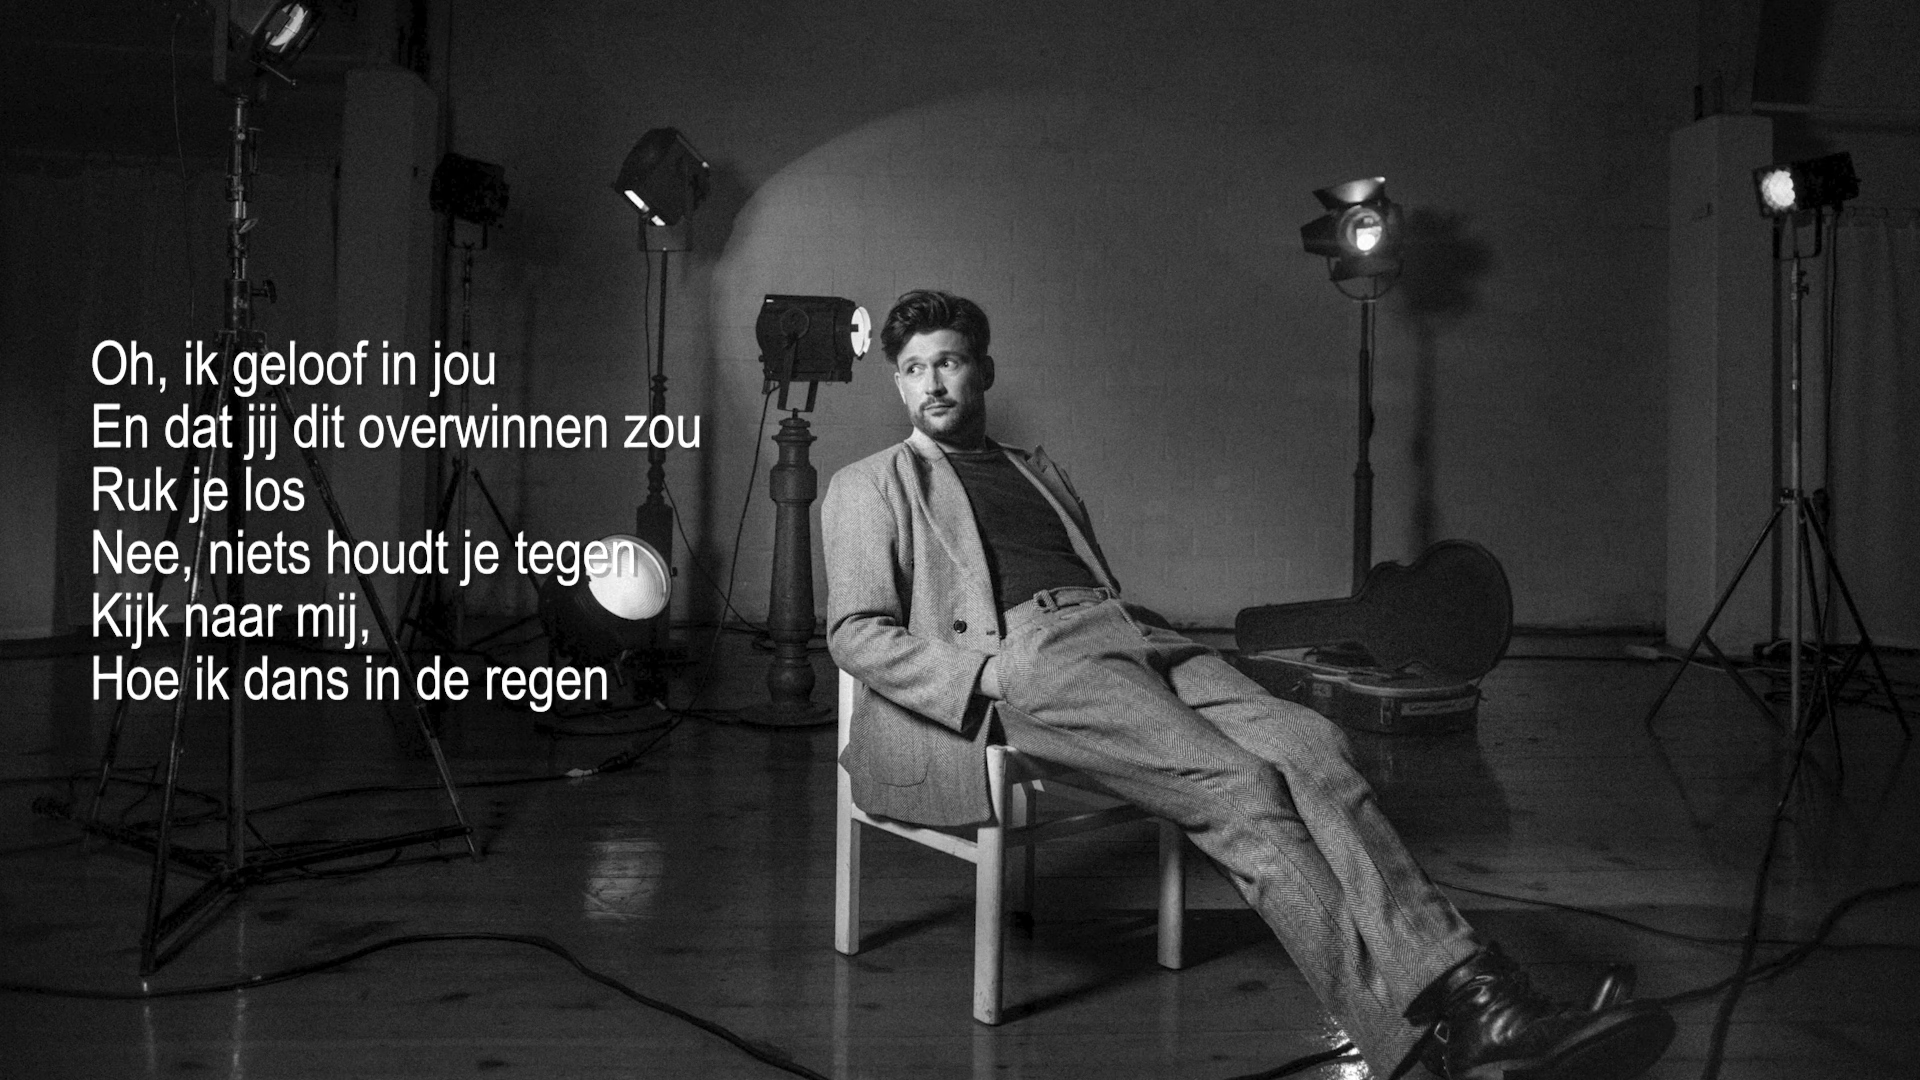 Oh, ik geloof in jou
En dat jij dit overwinnen zou
Ruk je los
Nee, niets houdt je tegen
Kijk naar mij,
Hoe ik dans in de regen